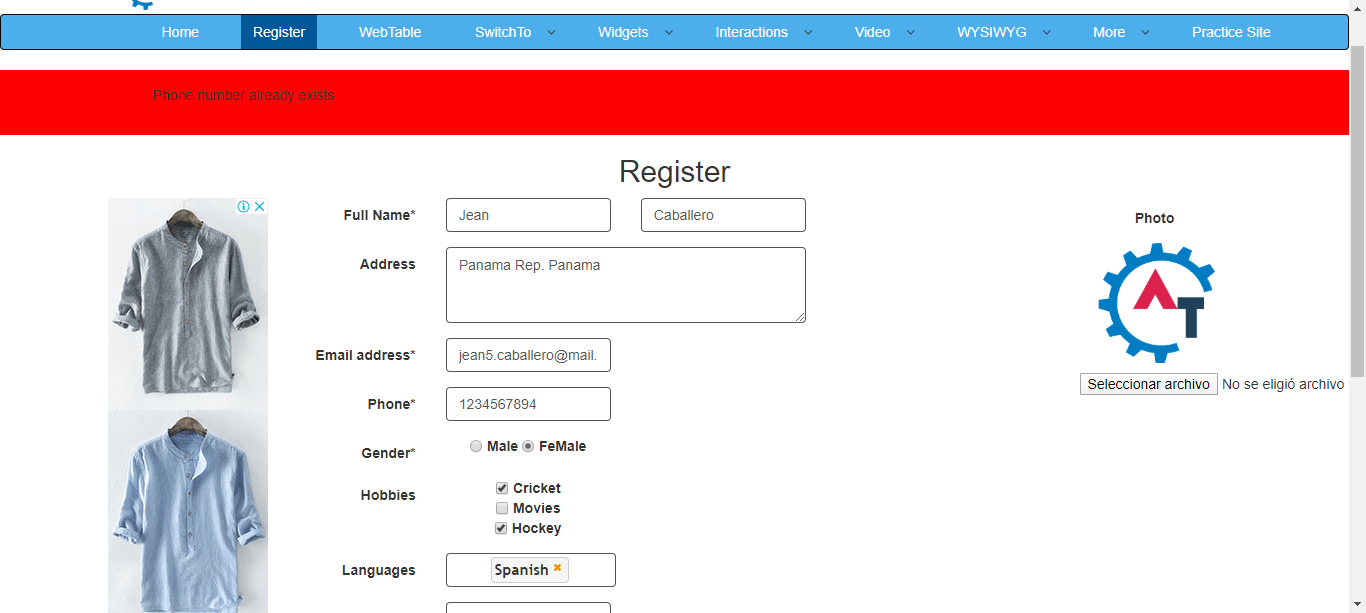 Home Register WebTable SwitchTo Widgets Interactions Video WYSIWYG More Practice Site
Phone number already exists
Register
Full Name* Jean Caballero
Photo
Address Panama Rep. Panama
AT
Email address* jean5.caballero@mail.
Seleccionar archivo No se eligió archivo
Phone* 1234567894
Gender* Male FeMale
Hobbies Cricket
Movies
Hockey
Languages Spanish